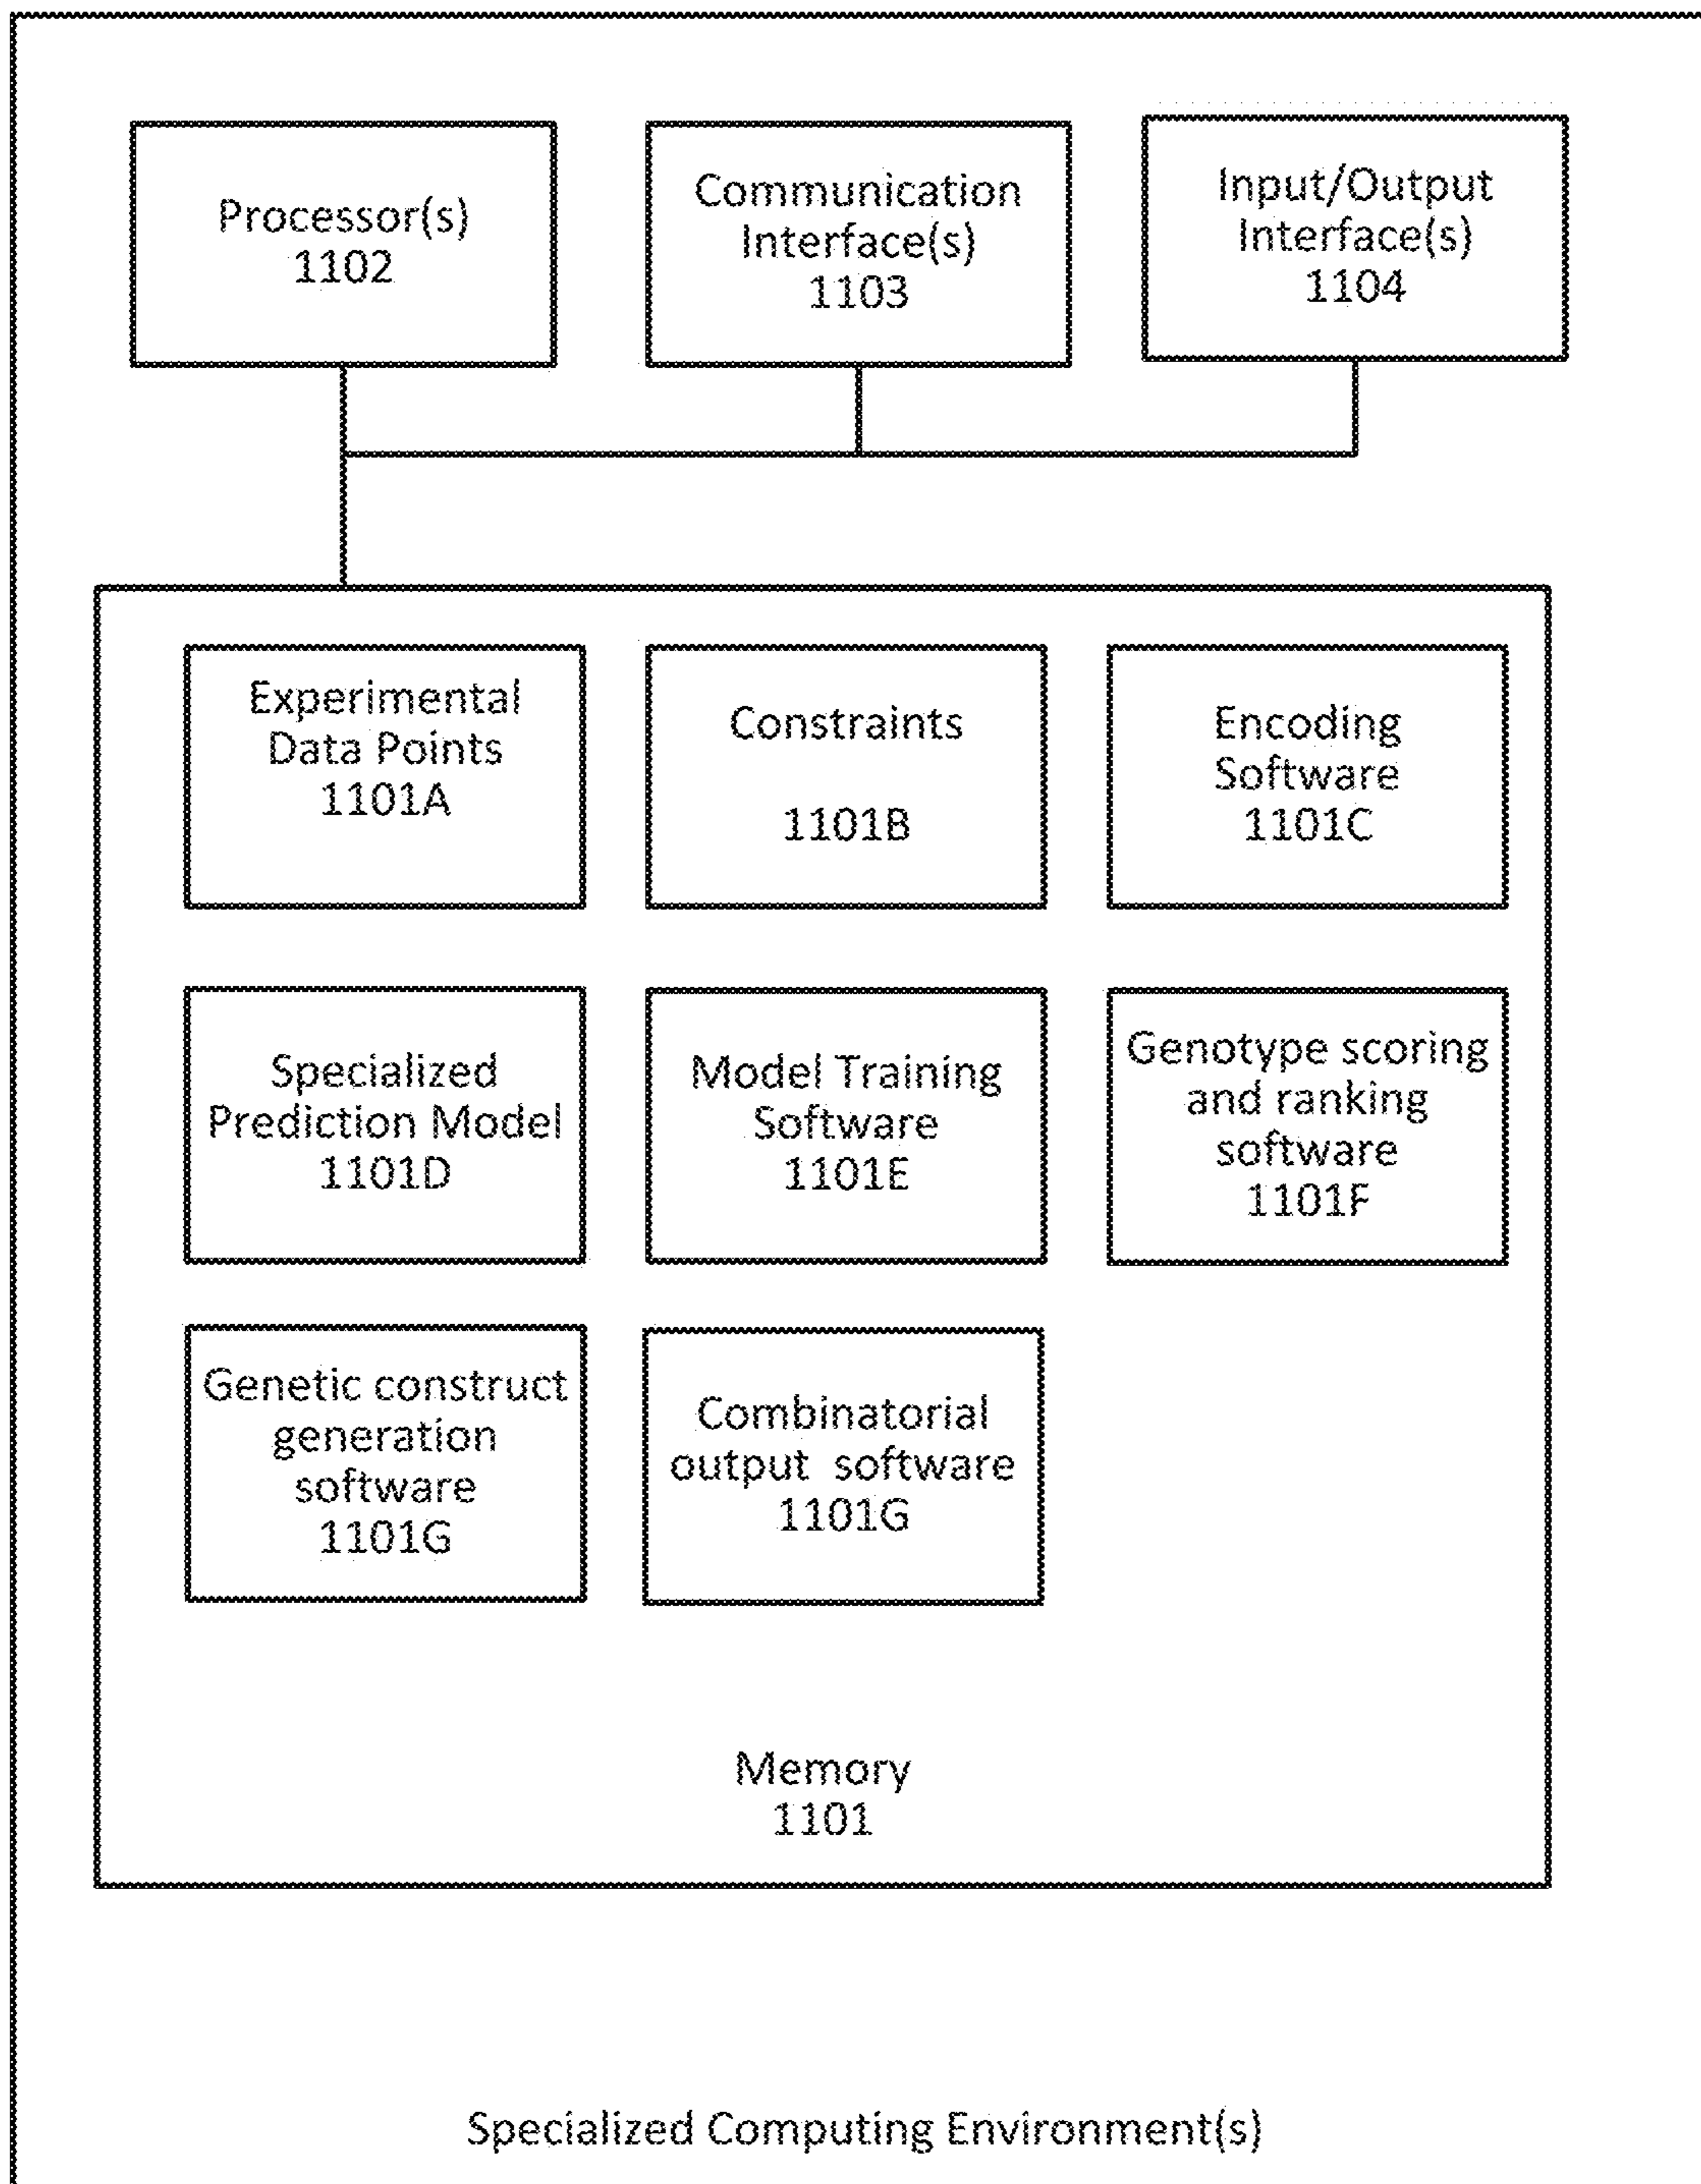 Processor(s)
1102
Communication
Interface(s)
1103
Input/Output
Interface(s)
1104
Experimental
Data Points
1101A
Constraints
1101B
Encoding
Software
1101C
Specialized
Prediction Model
1101D
Model Training
Software
1101E
Genotype scoring
and ranking
software
1101F
Genetic construct
generation
software
1101G
Combinatorial
output software
1101G
Memory
1101
Specialized Computing Environment(s)